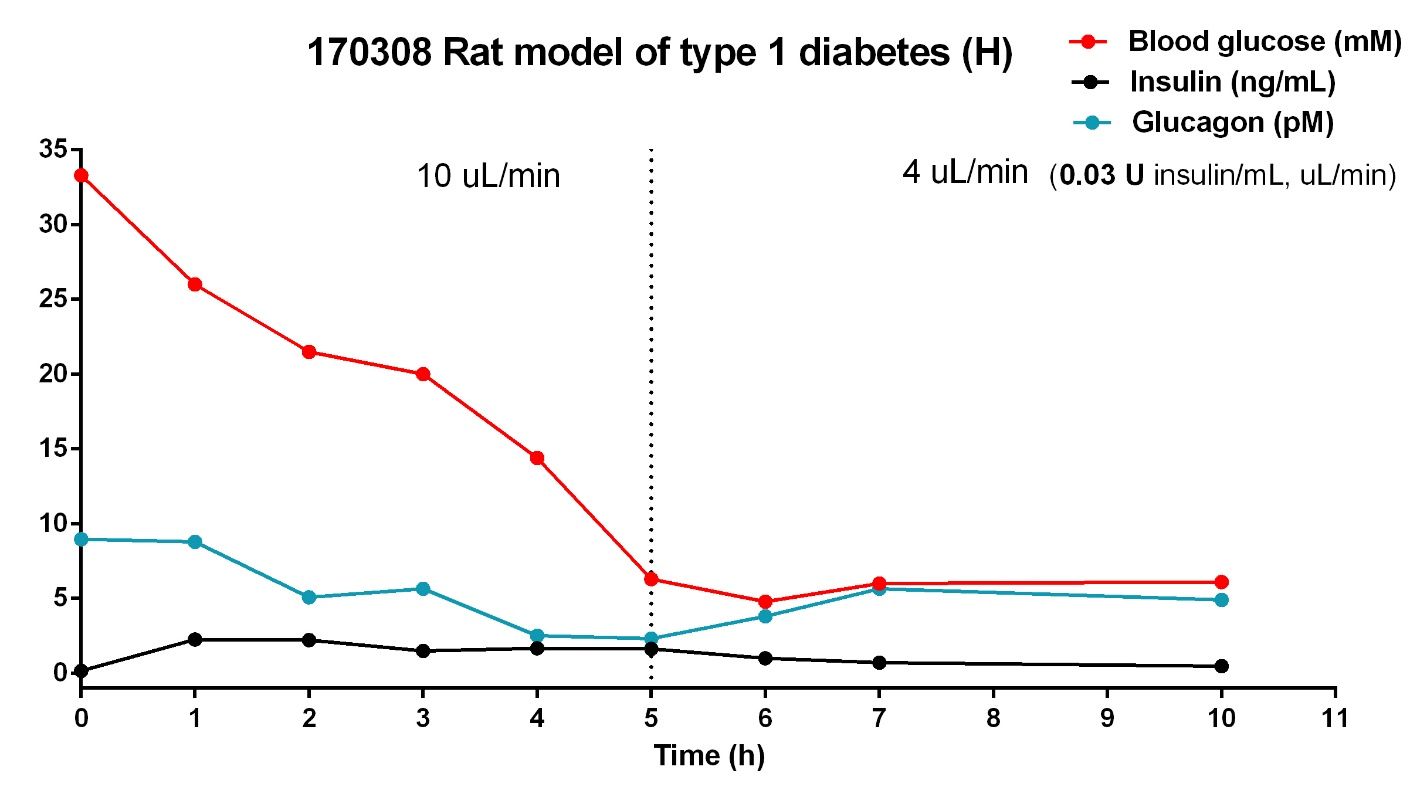 170308 Rat model of type 1 diabetes (H)
Blood glucose (mM)
Insulin (ng/mL)
Glucagon (pM)
10 uL/min
4 uL/min (0.03 U insulin/mL, uL/min)
35
30
25
20
15
10
5
0
0 1 2 3 4 5 6 7 8 9 10 11
Time (h)